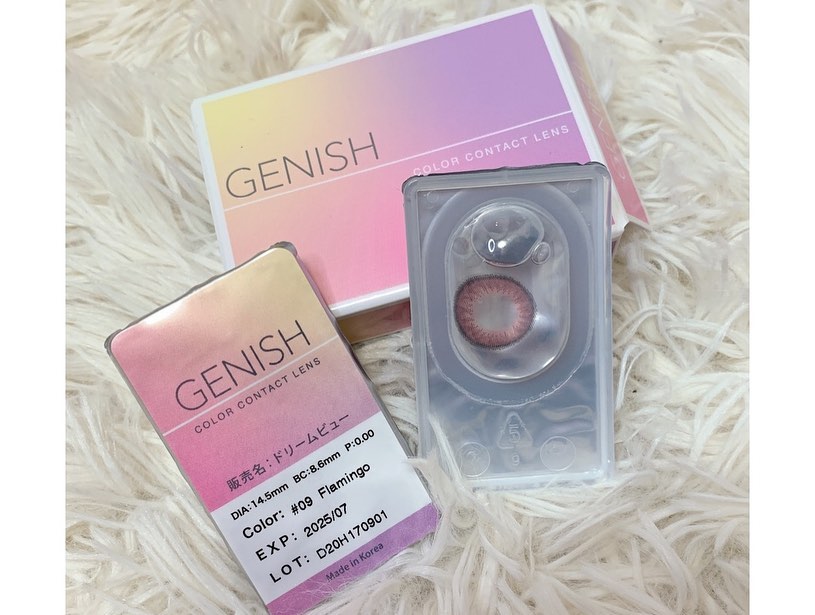 GENISH
COLOR CONTACT LENS
GENISH
COLOR CONTACT LENS
販売名:ドリームビュー
DIA:14.5mm BC:8.6mm P:0.00
Color: #09 Flamingo
EXP: 2025/07
LOT: D20H170901
Made in Korea